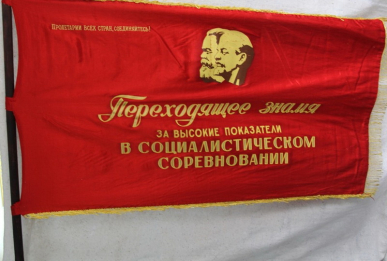 ПРОЛЕТАРИИ ВСЕХ СТРАН, СОЕДИНЯЙТЕСЬ!
Переходящее знамя
ЗА ВЫСОКИЕ ПОКАЗАТЕЛИ
В СОЦИАЛИСТИЧЕСКОМ
СОРЕВНОВАНИИ